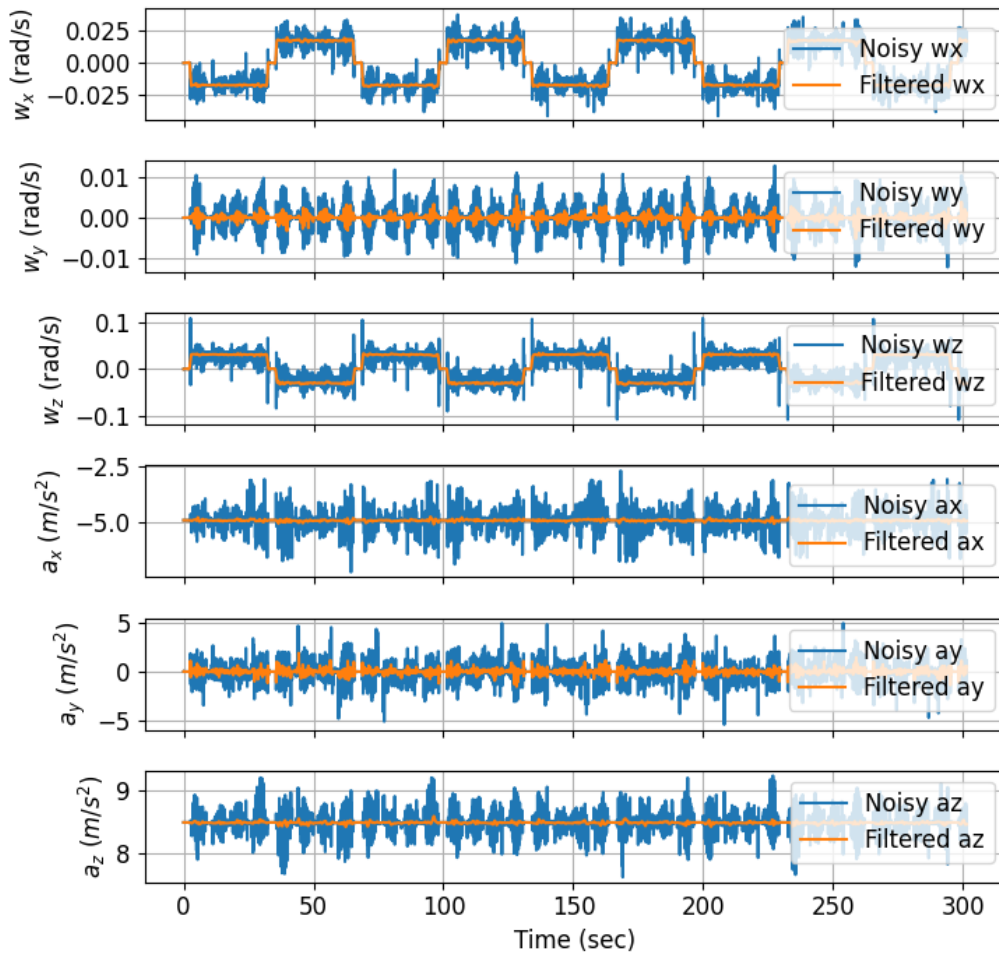 w_x (rad/s)
0.025
0.000
−0.025
Noisy wx
Filtered wx
w_y (rad/s)
0.01
0.00
−0.01
Noisy wy
Filtered wy
w_z (rad/s)
0.1
0.0
−0.1
Noisy wz
Filtered wz
a_x (m/s²)
−2.5
−5.0
Noisy ax
Filtered ax
a_y (m/s²)
5
0
−5
Noisy ay
Filtered ay
a_z (m/s²)
9
8
Noisy az
Filtered az
0 50 100 150 200 250 300
Time (sec)